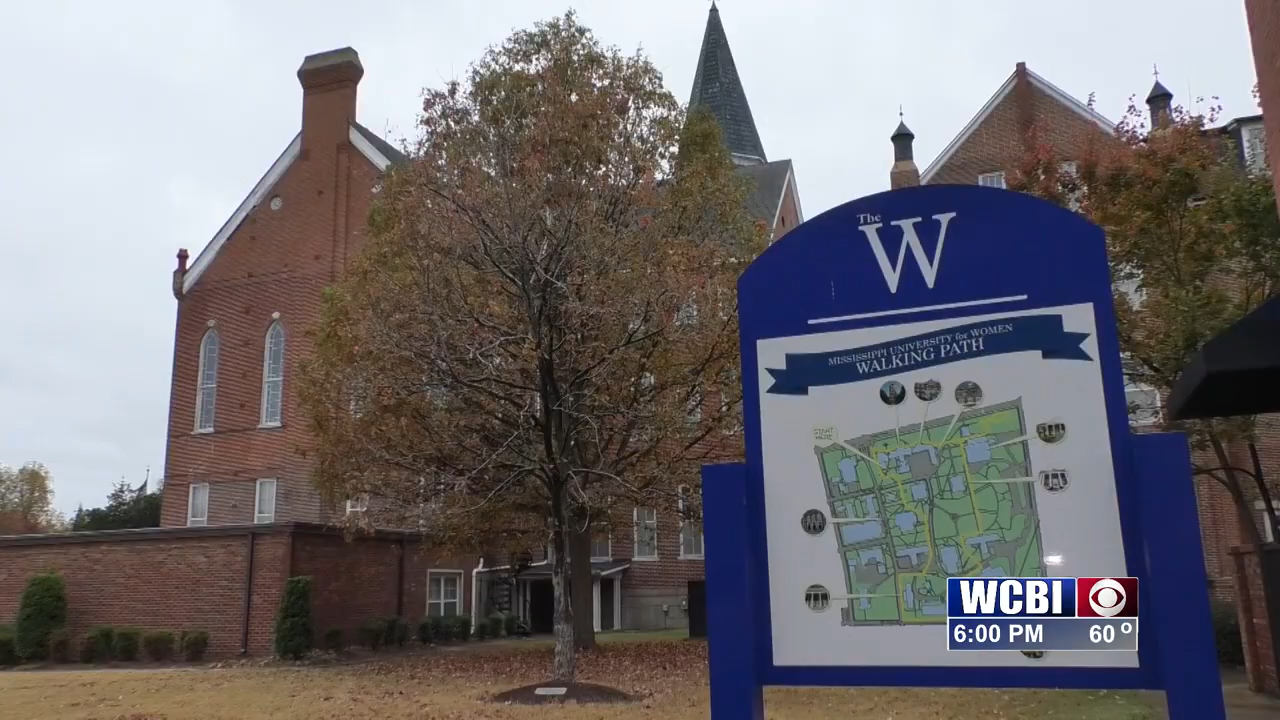 The
W
MISSISSIPPI UNIVERSITY for WOMEN
WALKING PATH
START
HERE
WCBI
6:00 PM 60°